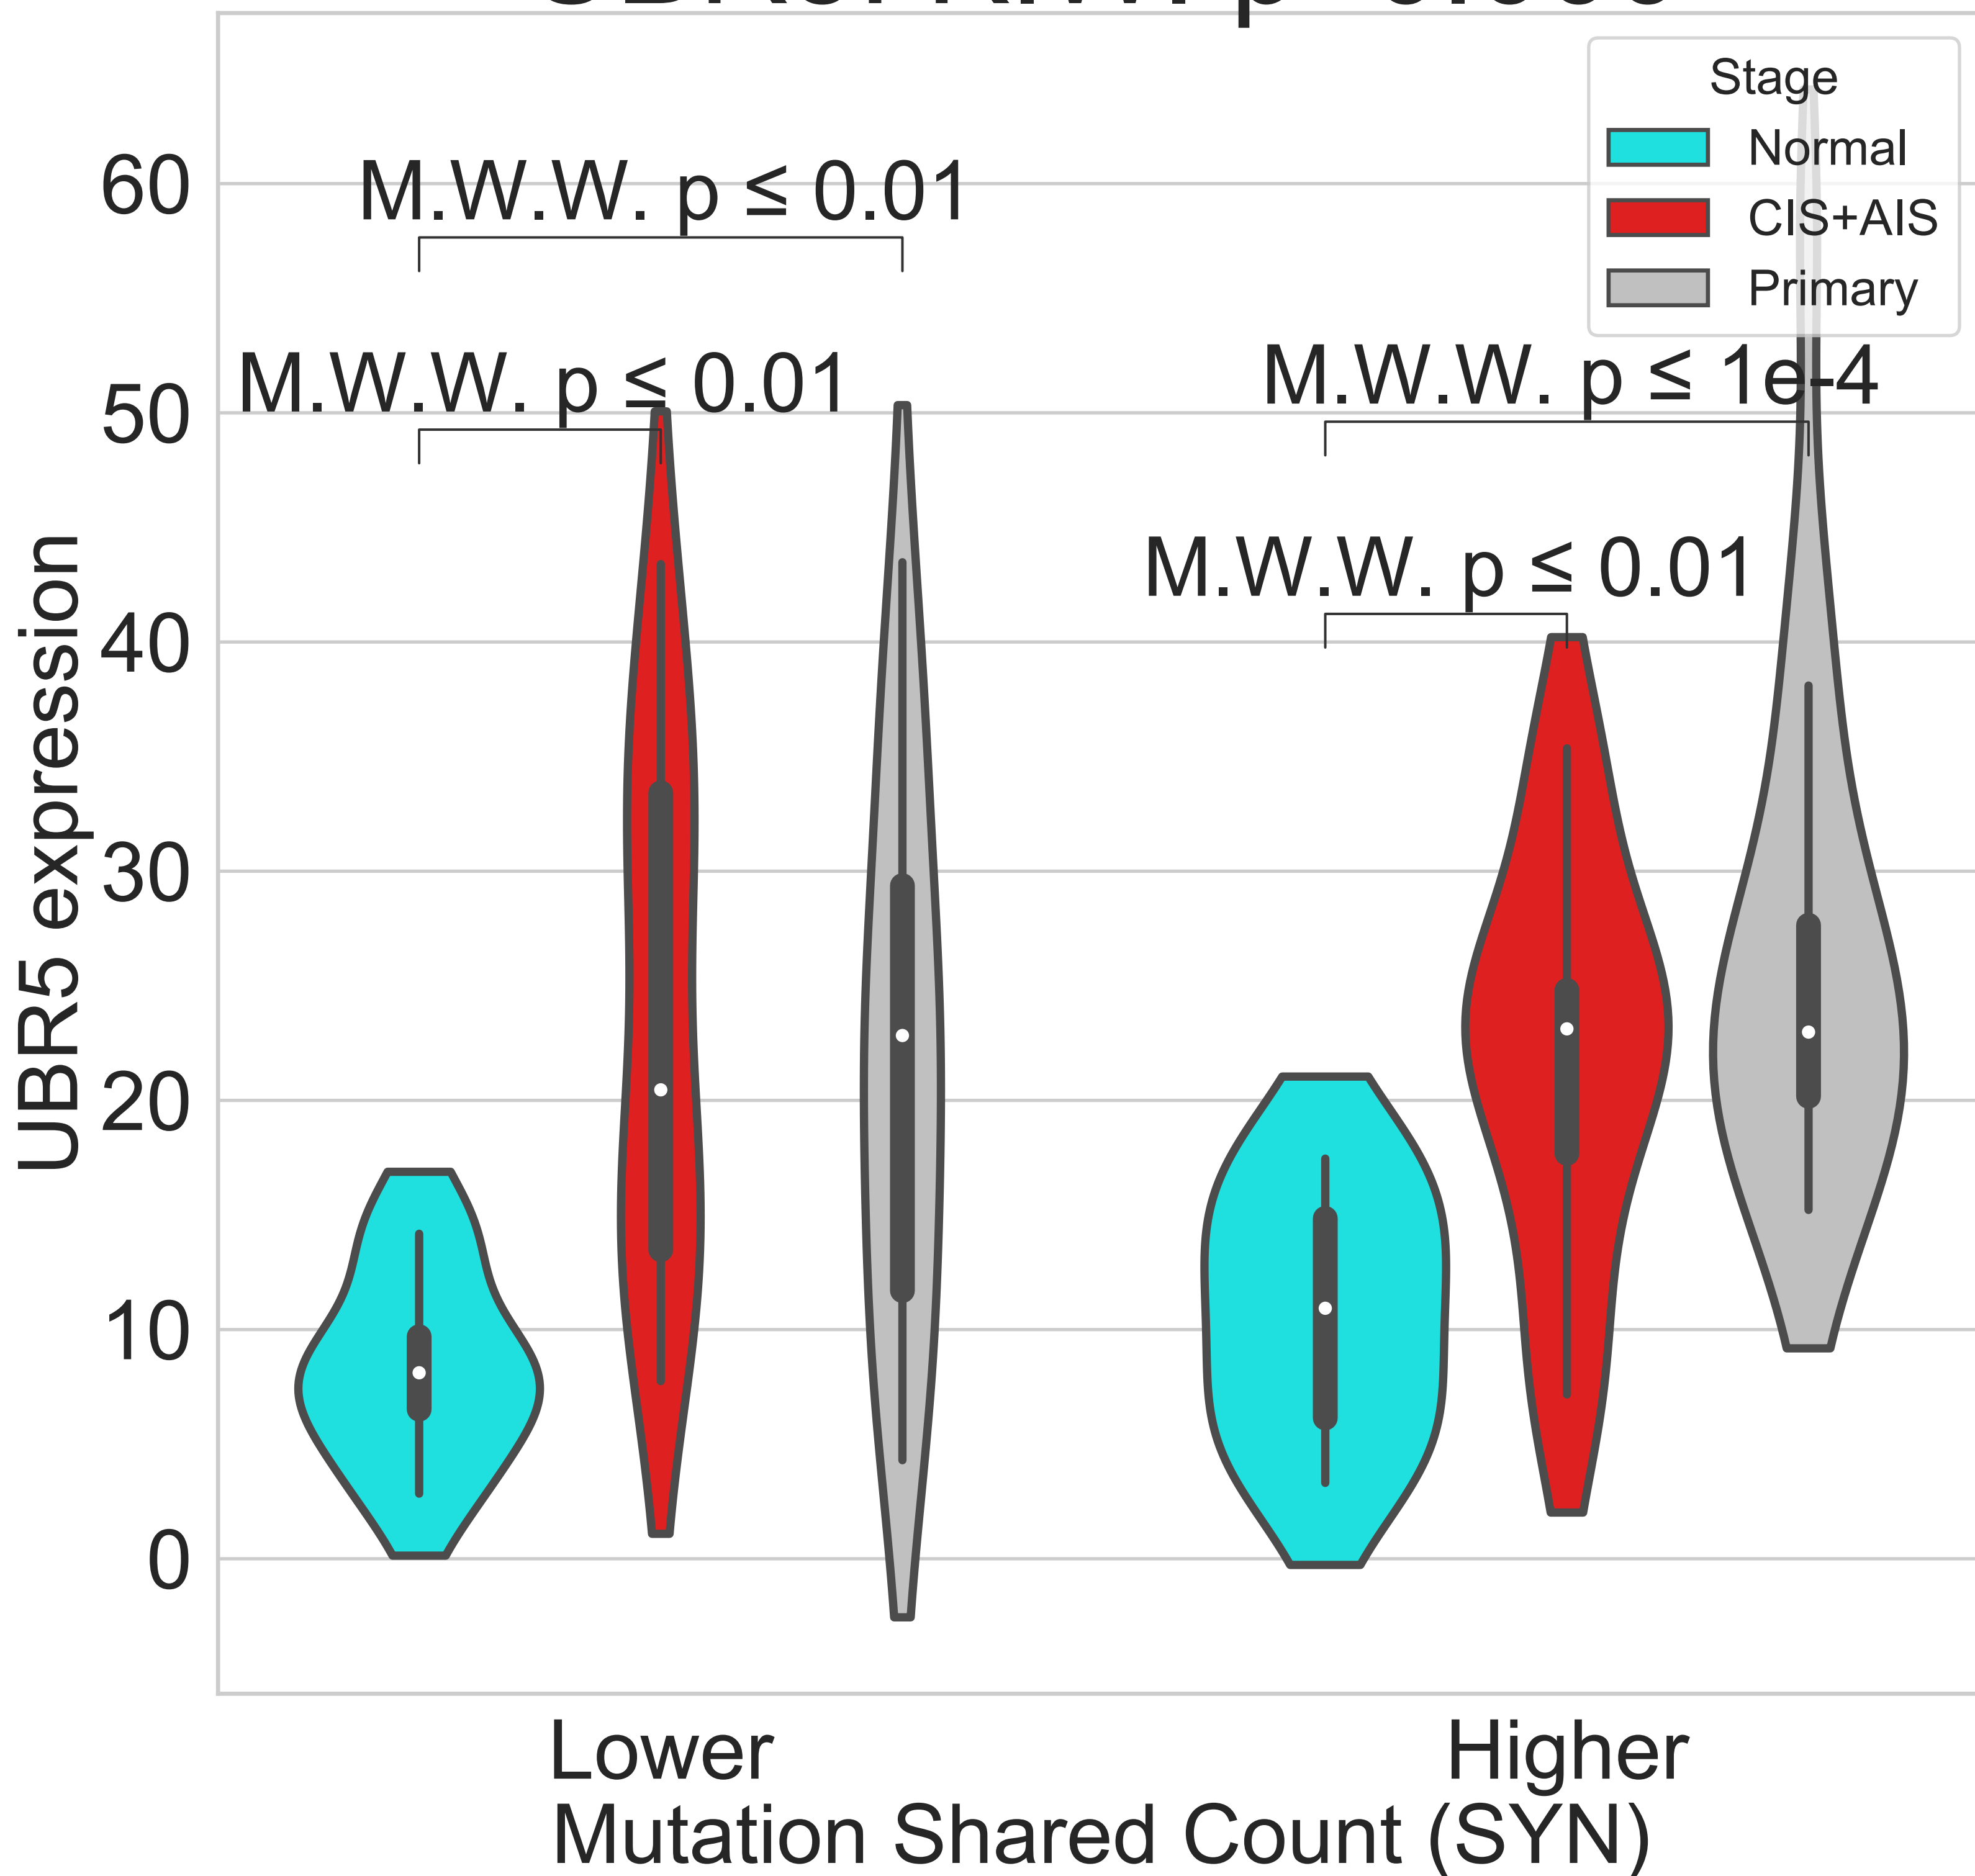 Stage
Normal
CIS+AIS
Primary
60
50
40
30
20
10
0
UBR5 expression
M.W.W. p ≤ 0.01
M.W.W. p ≤ 0.01
M.W.W. p ≤ 1e-4
M.W.W. p ≤ 0.01
Lower
Higher
Mutation Shared Count (SYN)